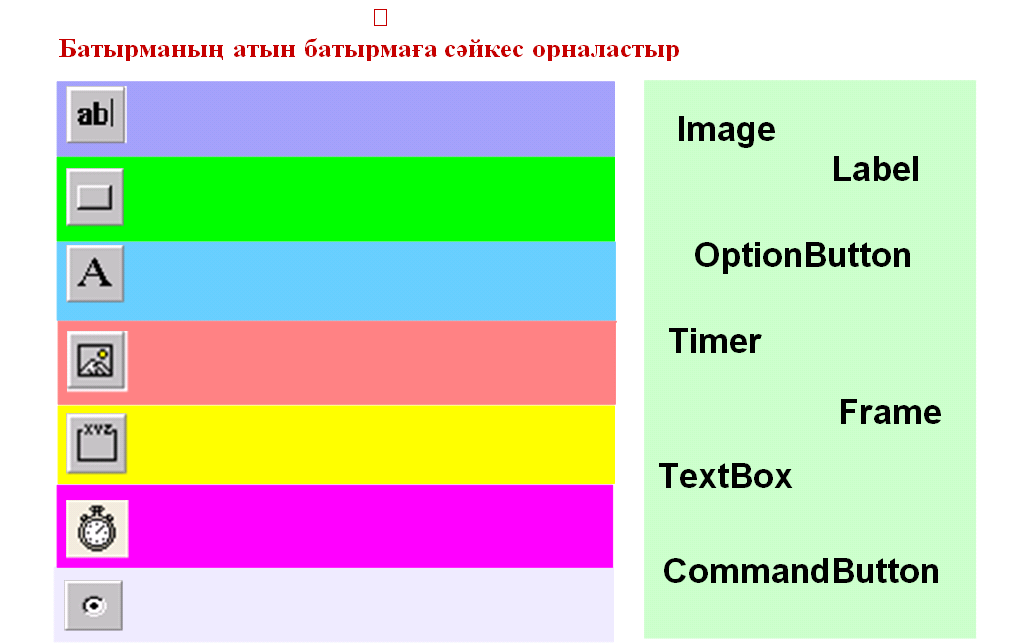 Батырманың атын батырмаға сәйкес орналастыр
ab|
A
XYZ
Image
Label
OptionButton
Timer
Frame
TextBox
CommandButton